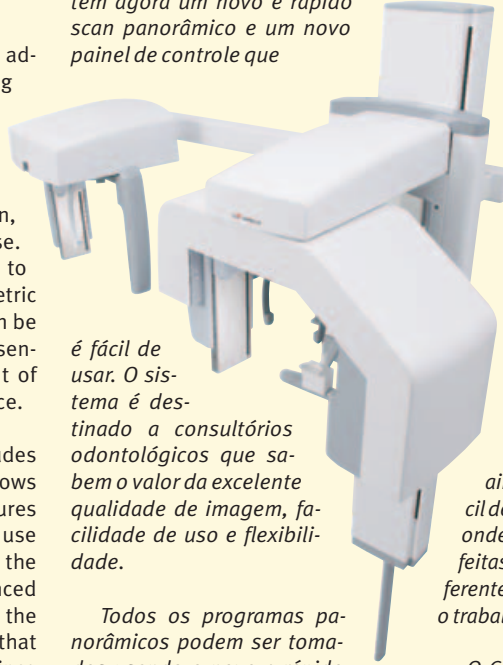 ad-
g
n,
se.
to
etric
n be
sen-
t of
ce.
udes
ows
ures
use
the
nced
the
that
tem agora um novo e rápido
scan panorâmico e um novo
painel de controle que
é fácil de
usar. O sis-
tema é des-
tinado a consultórios
odontológicos que sa-
bem o valor da excelente
qualidade de imagem, fa-
cilidade de uso e flexibili-
dade.
Todos os programas pa-
norâmicos podem ser toma-
ai
cil de
onde
feitas
ferente
o trabal